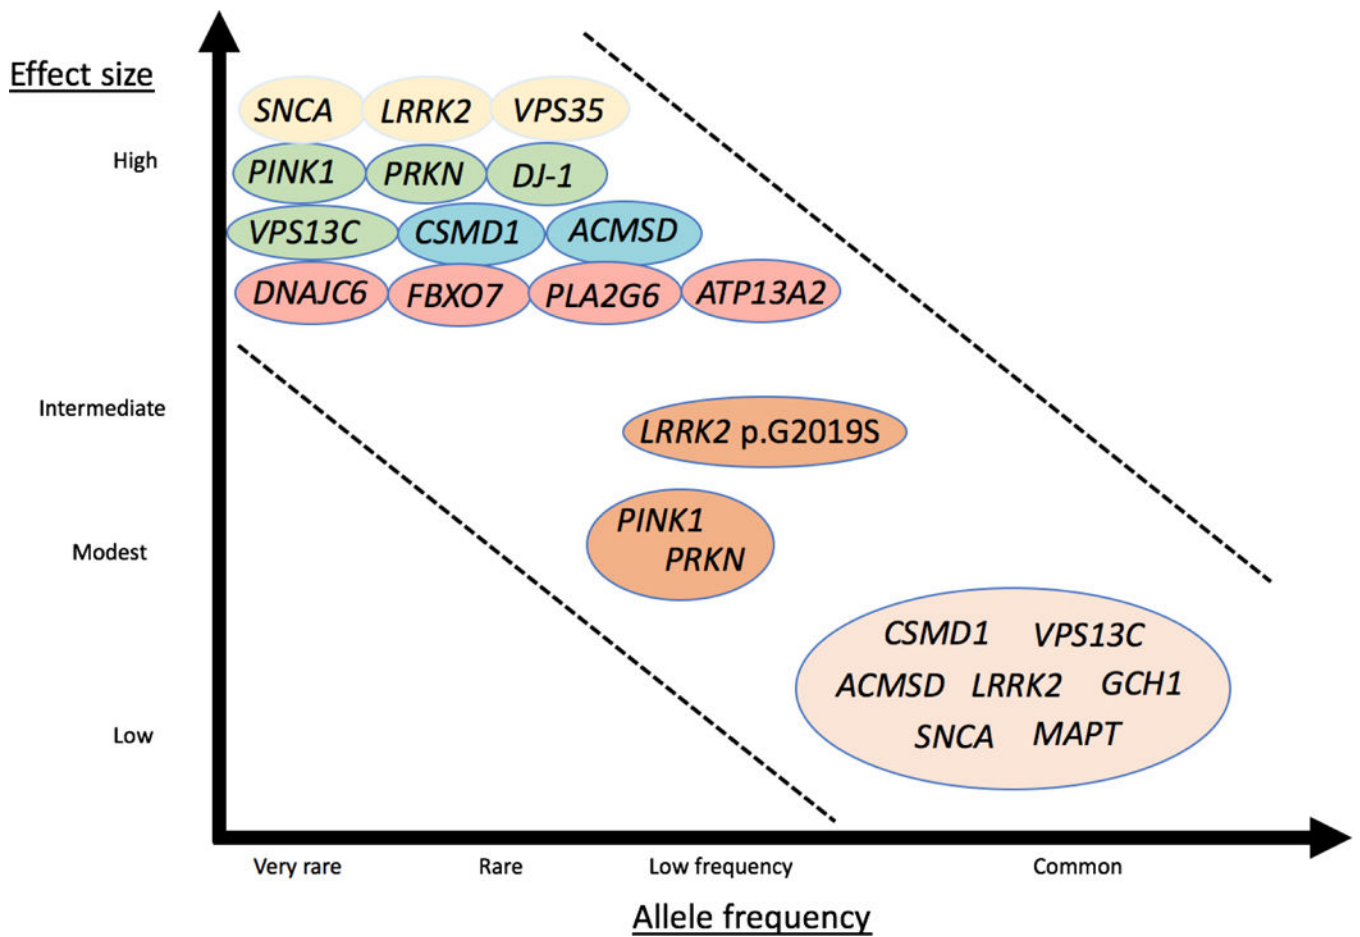 Effect size
SNCA LRRK2 VPS35
High
PINK1 PRKN DJ-1
VPS13C CSMD1 ACMSD
DNAJC6 FBXO7 PLA2G6 ATP13A2
Intermediate
LRRK2 p.G2019S
PINK1
Modest
PRKN
CSMD1 VPS13C
ACMSD LRRK2 GCH1
Low
SNCA MAPT
Very rare Rare Low frequency Common
Allele frequency